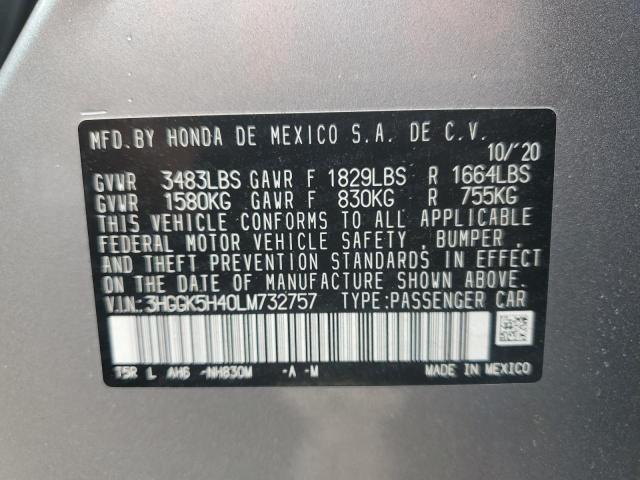 MFD. BY HONDA DE MEXICO S.A. DE C.V.
10/'20
GVWR 3483LBS GAWR F 1829LBS R 1664LBS
GVWR 1580KG GAWR F 830KG R 755KG
THIS VEHICLE CONFORMS TO ALL APPLICABLE
FEDERAL MOTOR VEHICLE SAFETY , BUMPER ,
AND THEFT PREVENTION STANDARDS IN EFFECT
ON THE DATE OF MANUFACTURE SHOWN ABOVE.
V.I.N.: 3HGGK5H40LM732757 TYPE: PASSENGER CAR
T5R L AH6 -NH830M -A -M
MADE IN MEXICO